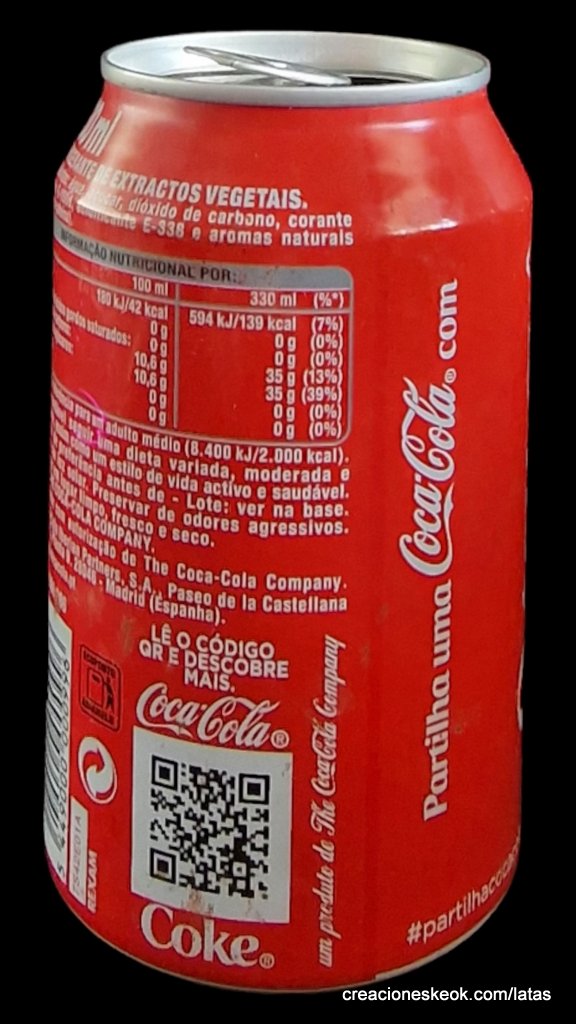 DE EXTRACTOS VEGETAIS.
dióxido de carbono, corante
E-338 e aromas naturais
INFORMAÇÃO NUTRICIONAL POR:
100 ml 330 ml (%*)
180 kJ/42 kcal 594 kJ/139 kcal (7%)
0 g 0 g (0%)
saturados: 0 g 0 g (0%)
10,6 g 35 g (13%)
10,6 g 35 g (39%)
0 g 0 g (0%)
0 g 0 g (0%)
adulto médio (8.400 kJ/2.000 kcal).
uma dieta variada, moderada e
um estilo de vida activo e saudável.
antes de - Lote: ver na base.
Preservar de odores agressivos.
limpo, fresco e seco.
COLA COMPANY.
autorização de The Coca-Cola Company.
Partners, S.A., Paseo de la Castellana
Madrid (Espanha).
LÊ O CÓDIGO
QR E DESCOBRE
MAIS.
Coca-Cola®
Coke®
REXAM
um produto de The Coca-Cola Company
Partilha uma Coca-Cola® com
creacioneskeok.com/latas